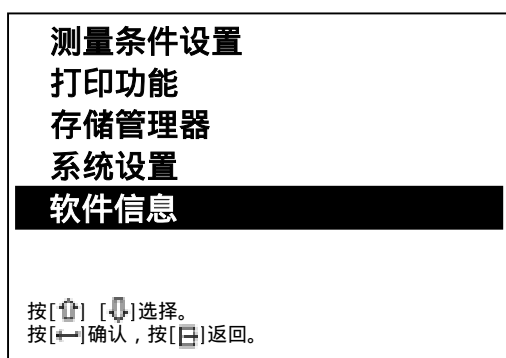 测量条件设置
打印功能
存储管理器
系统设置
软件信息
按[⇧] [⇩]选择。
按[←]确认，按[日]返回。